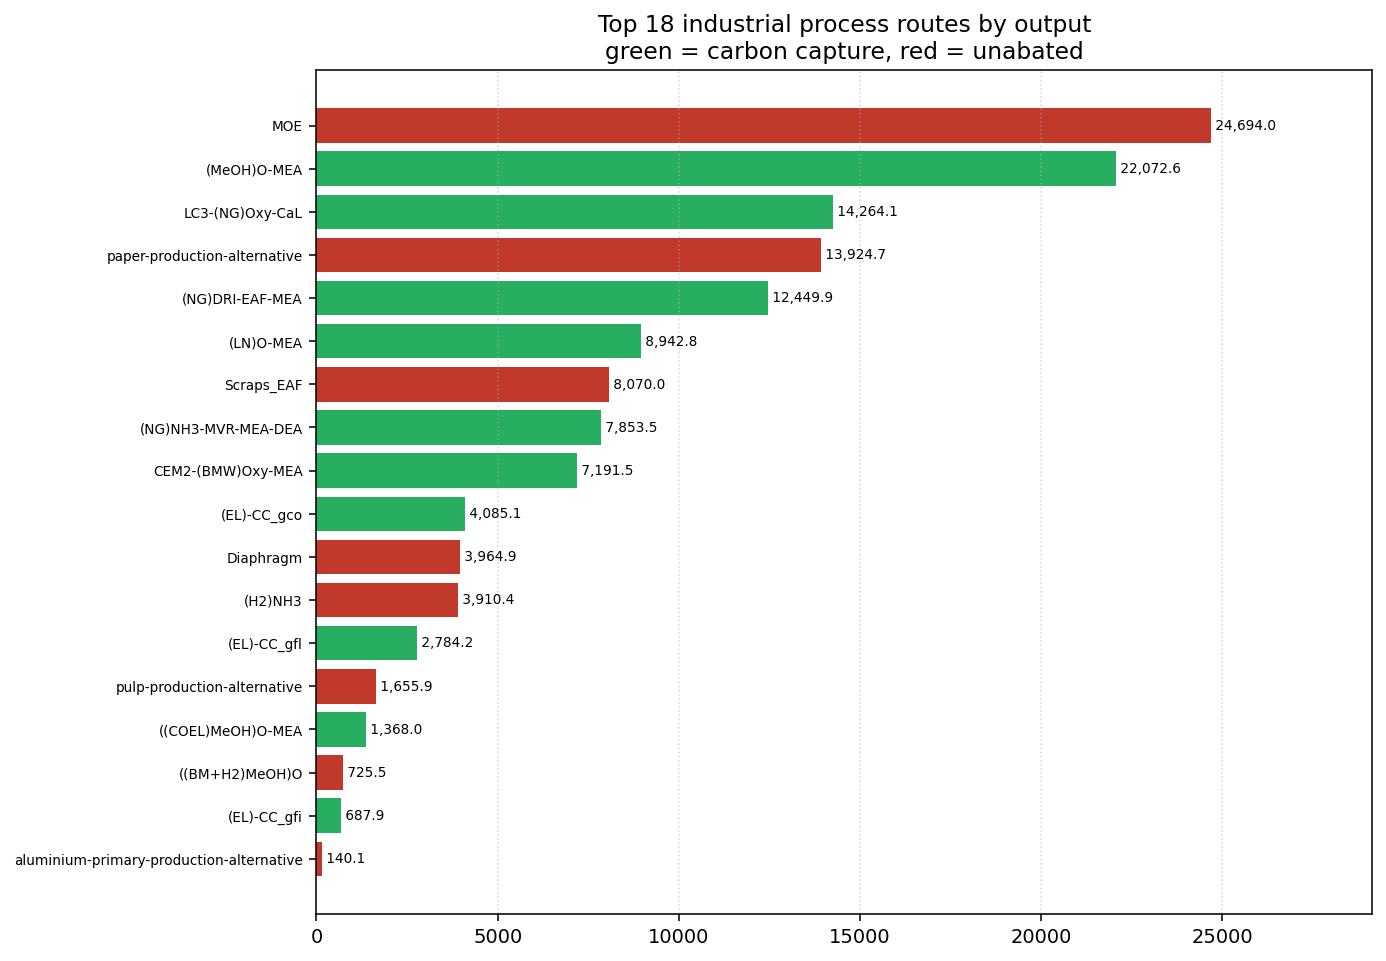 Top 18 industrial process routes by output
green = carbon capture, red = unabated
MOE 24,694.0
(MeOH)O-MEA 22,072.6
LC3-(NG)Oxy-CaL 14,264.1
paper-production-alternative 13,924.7
(NG)DRI-EAF-MEA 12,449.9
(LN)O-MEA 8,942.8
Scraps_EAF 8,070.0
(NG)NH3-MVR-MEA-DEA 7,853.5
CEM2-(BMW)Oxy-MEA 7,191.5
(EL)-CC_gco 4,085.1
Diaphragm 3,964.9
(H2)NH3 3,910.4
(EL)-CC_gfl 2,784.2
pulp-production-alternative 1,655.9
((COEL)MeOH)O-MEA 1,368.0
((BM+H2)MeOH)O 725.5
(EL)-CC_gfi 687.9
aluminium-primary-production-alternative 140.1
0 5000 10000 15000 20000 25000